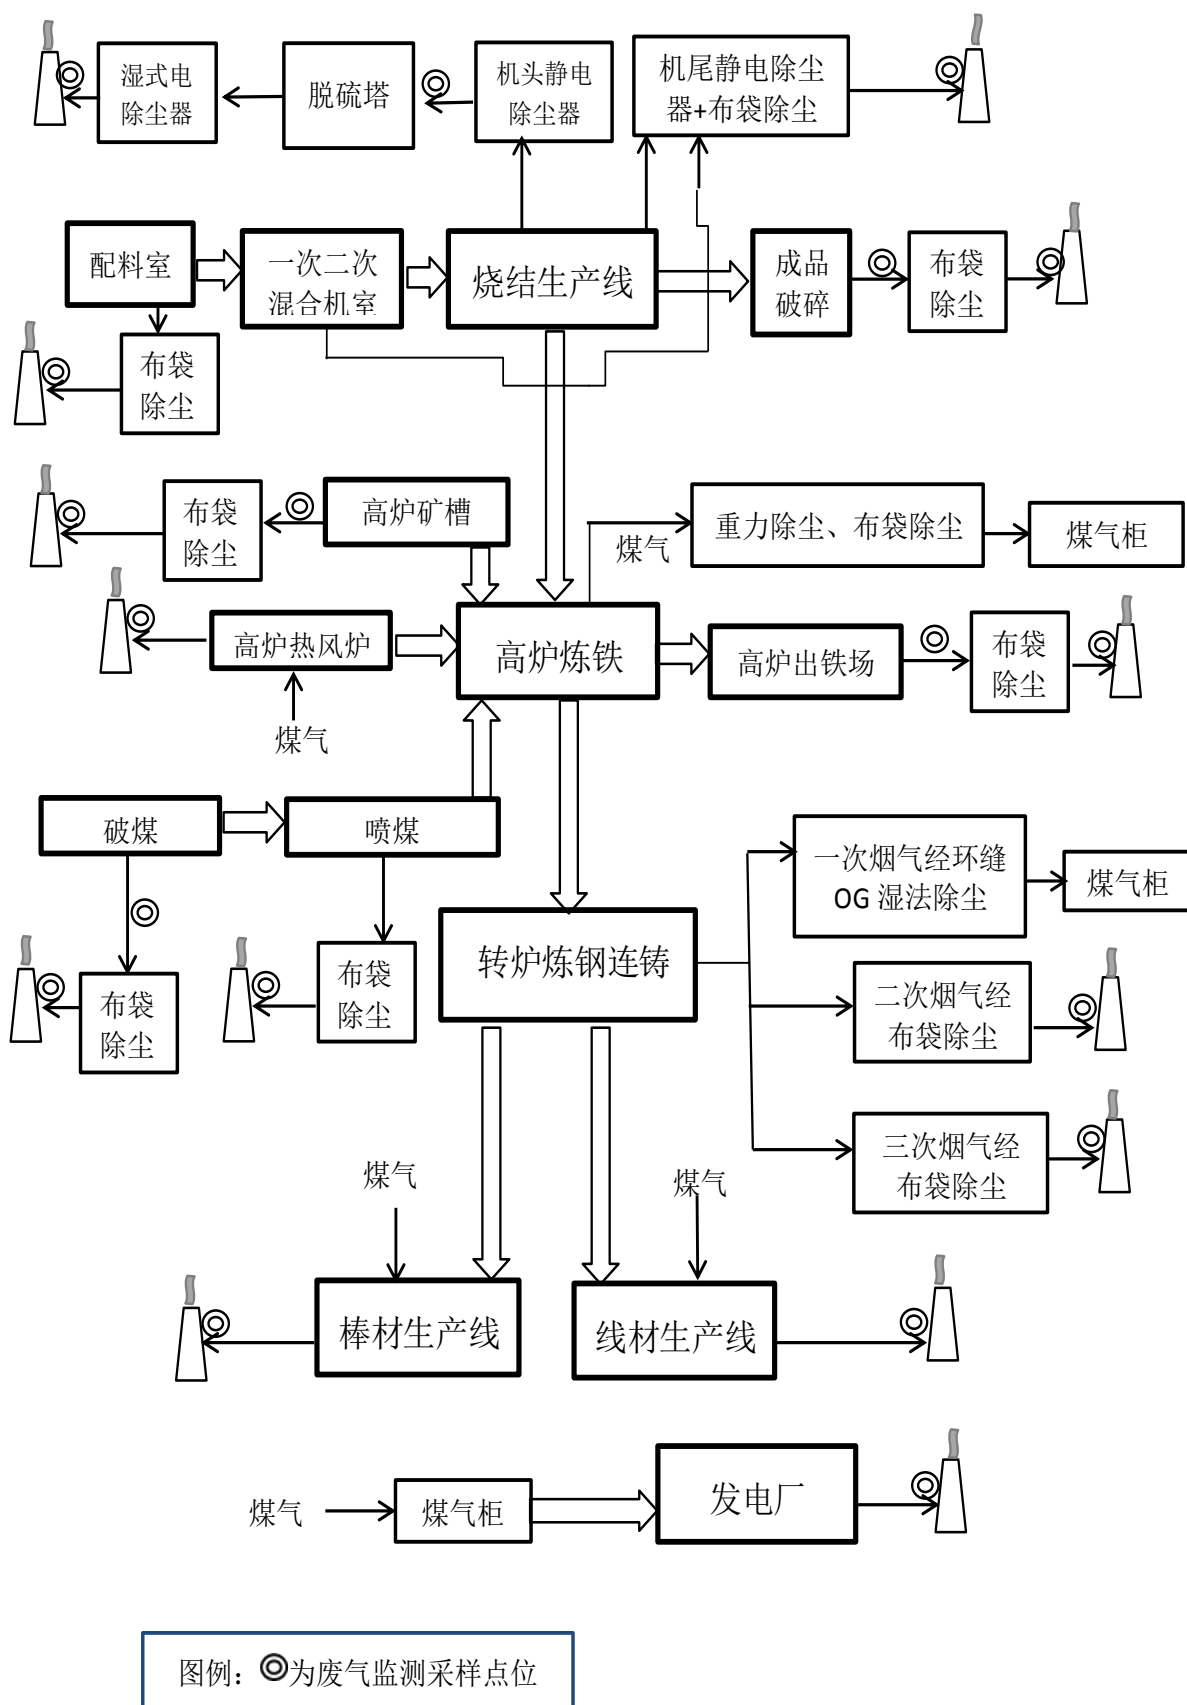 湿式电
除尘器
脱硫塔
机头静电
除尘器
机尾静电除尘
器+布袋除尘
配料室
一次二次
混合机室
烧结生产线
成品
破碎
布袋
除尘
布袋
除尘
布袋
除尘
高炉矿槽
煤气
重力除尘、布袋除尘
煤气柜
高炉热风炉
高炉炼铁
高炉出铁场
布袋
除尘
煤气
破煤
喷煤
一次烟气经环缝
OG 湿法除尘
煤气柜
布袋
除尘
布袋
除尘
转炉炼钢连铸
二次烟气经
布袋除尘
三次烟气经
布袋除尘
煤气
煤气
棒材生产线
线材生产线
煤气
煤气柜
发电厂
图例：为废气监测采样点位